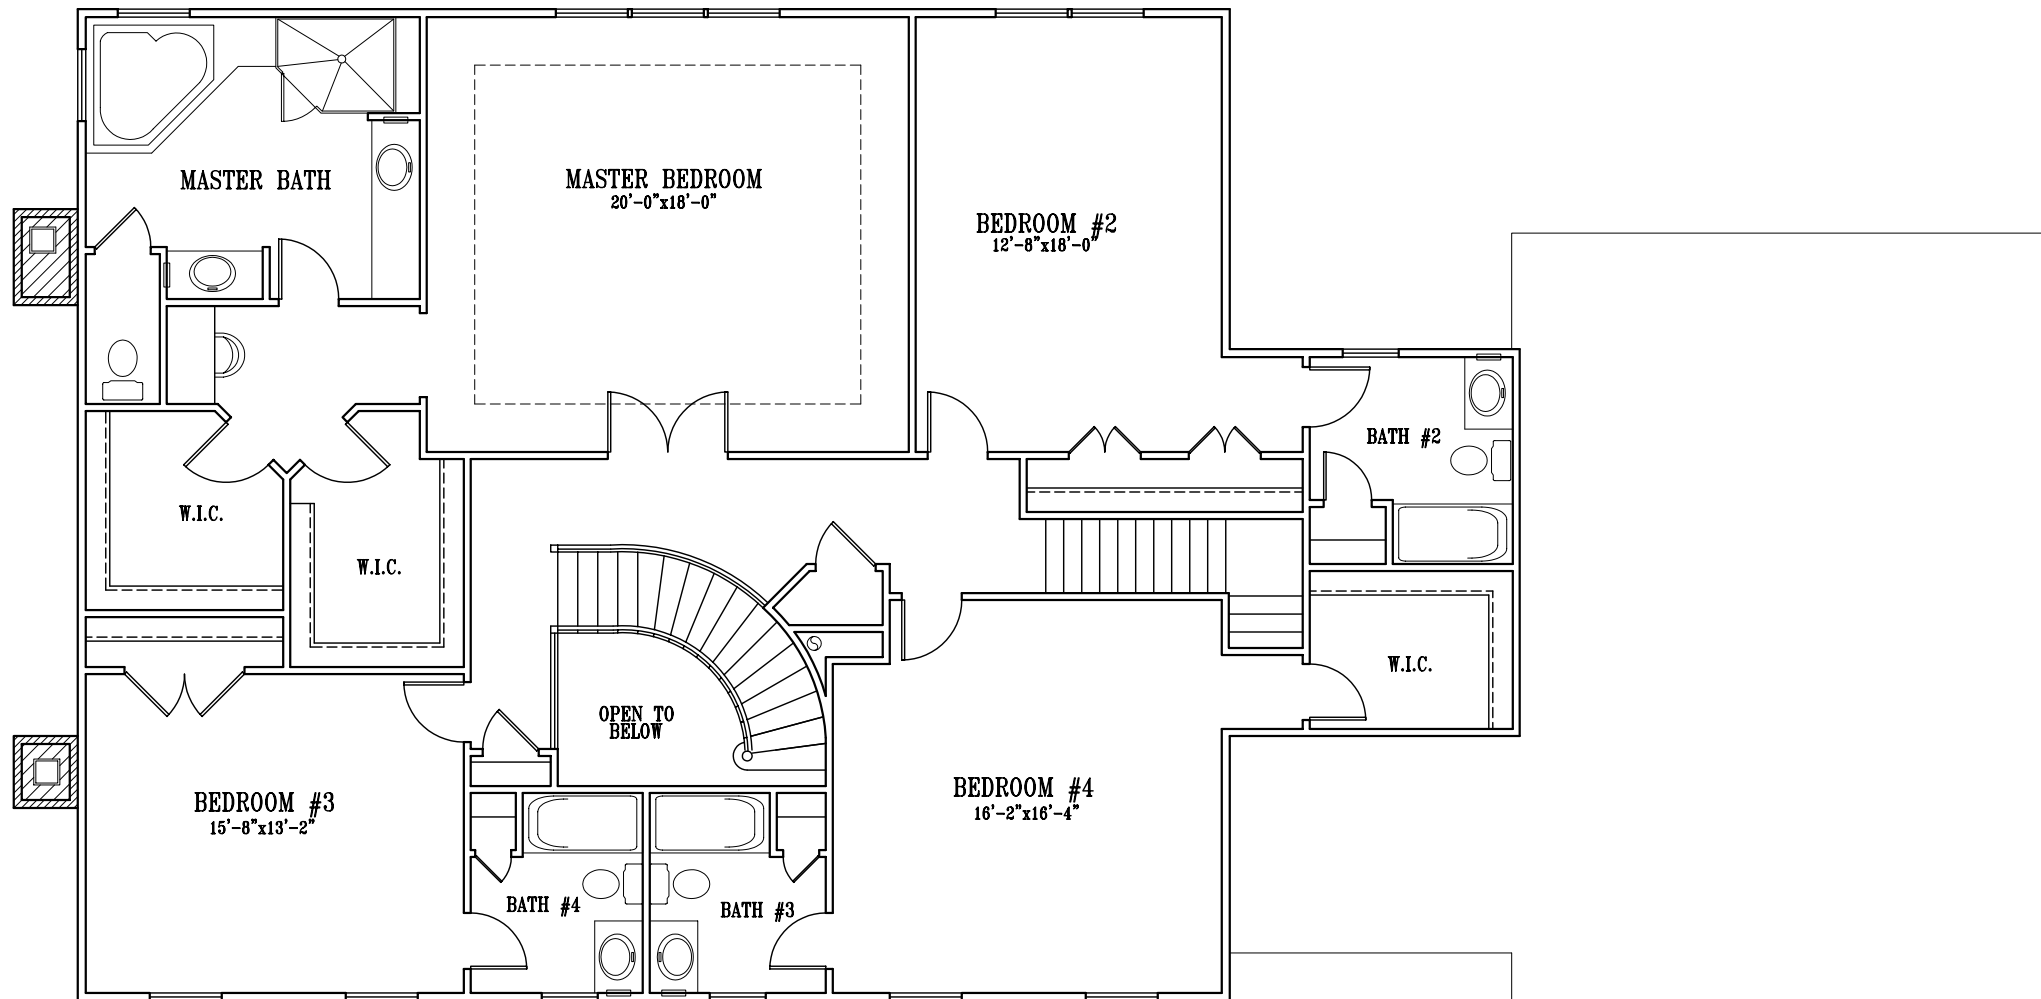 MASTER BATH
MASTER BEDROOM
20'-0"x18'-0"
BEDROOM #2
12'-8"x18'-0"
BATH #2
W.I.C.
W.I.C.
W.I.C.
OPEN TO
BELOW
BEDROOM #3
15'-8"x13'-2"
BEDROOM #4
16'-2"x16'-4"
BATH #4
BATH #3